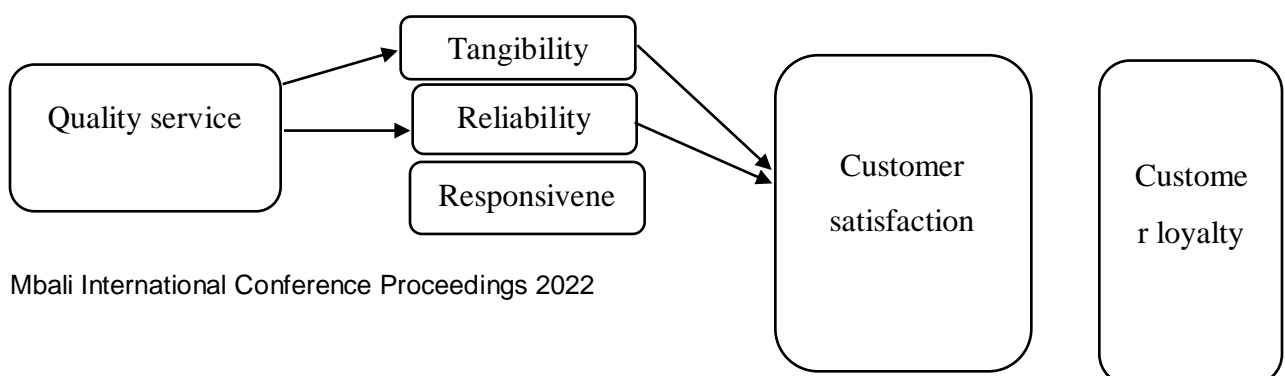 Tangibility
Quality service
Reliability
Responsivene
Customer
satisfaction
Custome
r loyalty
Mbali International Conference Proceedings 2022